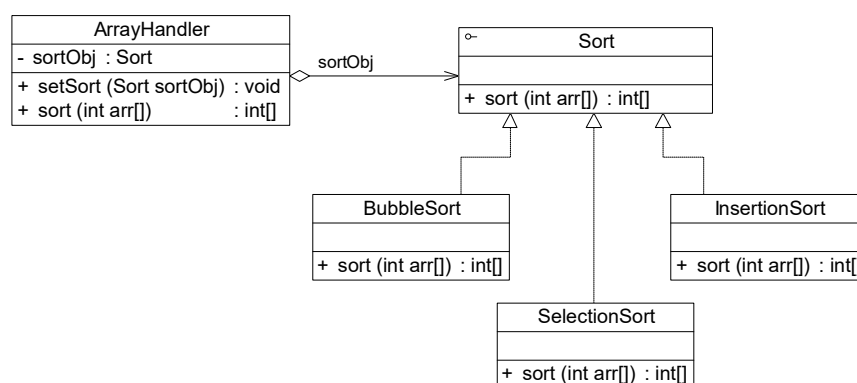 ArrayHandler
- sortObj : Sort
+ setSort (Sort sortObj) : void
+ sort (int arr[]) : int[]
sortObj
Sort
+ sort (int arr[]) : int[]
BubbleSort
+ sort (int arr[]) : int[]
InsertionSort
+ sort (int arr[]) : int[]
SelectionSort
+ sort (int arr[]) : int[]